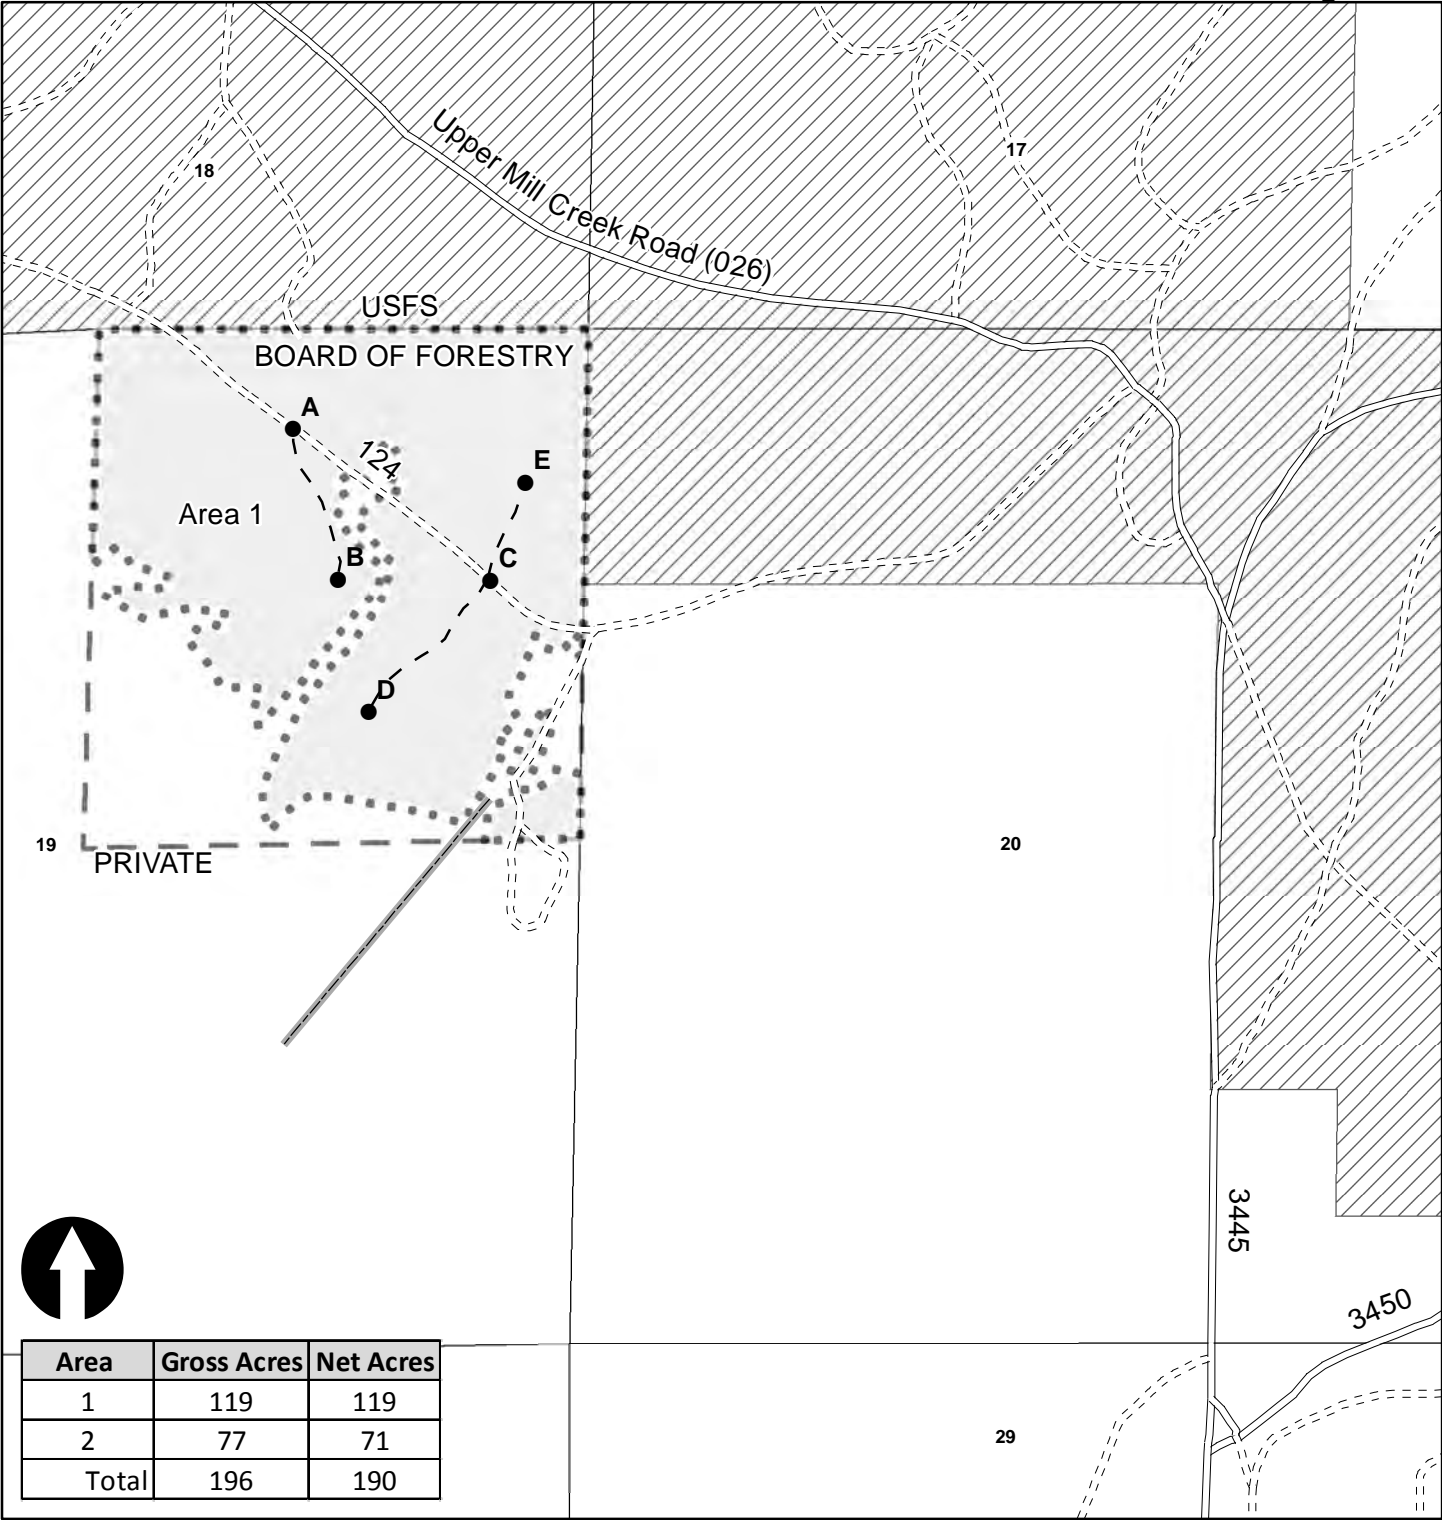 Upper Mill Creek Road (026)
17
18
USFS
BOARD OF FORESTRY
A
124
E
Area 1
B
C
D
19
PRIVATE
20
3445
3450
Area Gross Acres Net Acres
1 119 119
2 77 71
Total 196 190
29